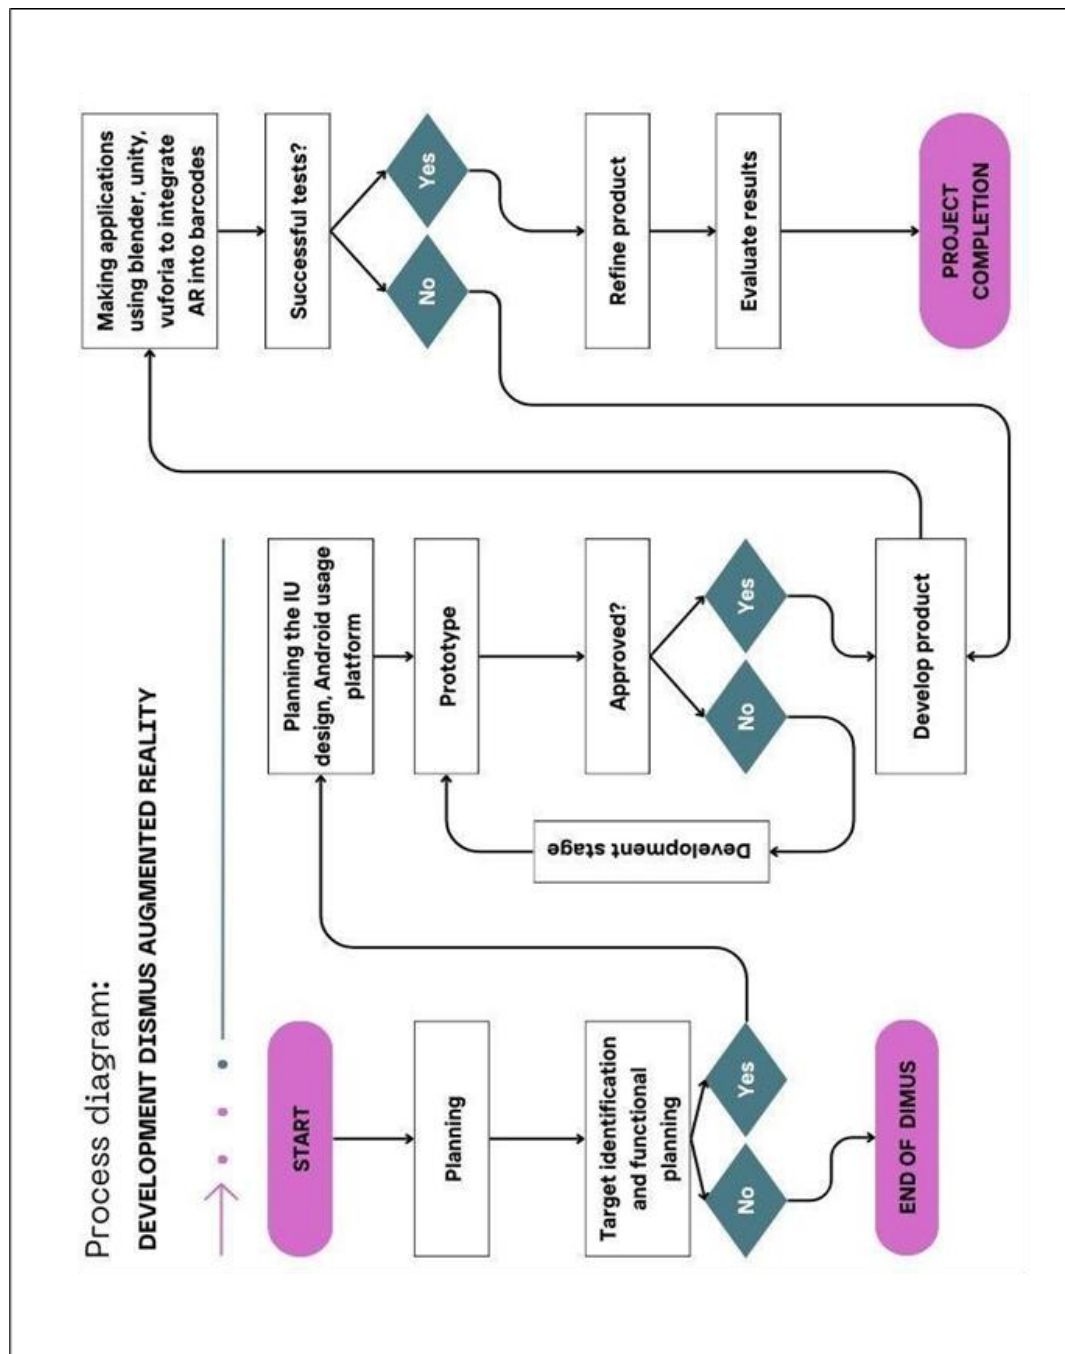 Process diagram:
DEVELOPMENT DISMUS AUGMENTED REALITY
START
Planning
Target identification
and functional
planning
No
Yes
END OF DIMUS
Planning the IU
design, Android usage
platform
Prototype
Development stage
Approved?
No
Yes
Develop product
Making applications
using blender, unity,
vuforia to integrate
AR into barcodes
Successful tests?
No
Yes
Refine product
Evaluate results
PROJECT
COMPLETION